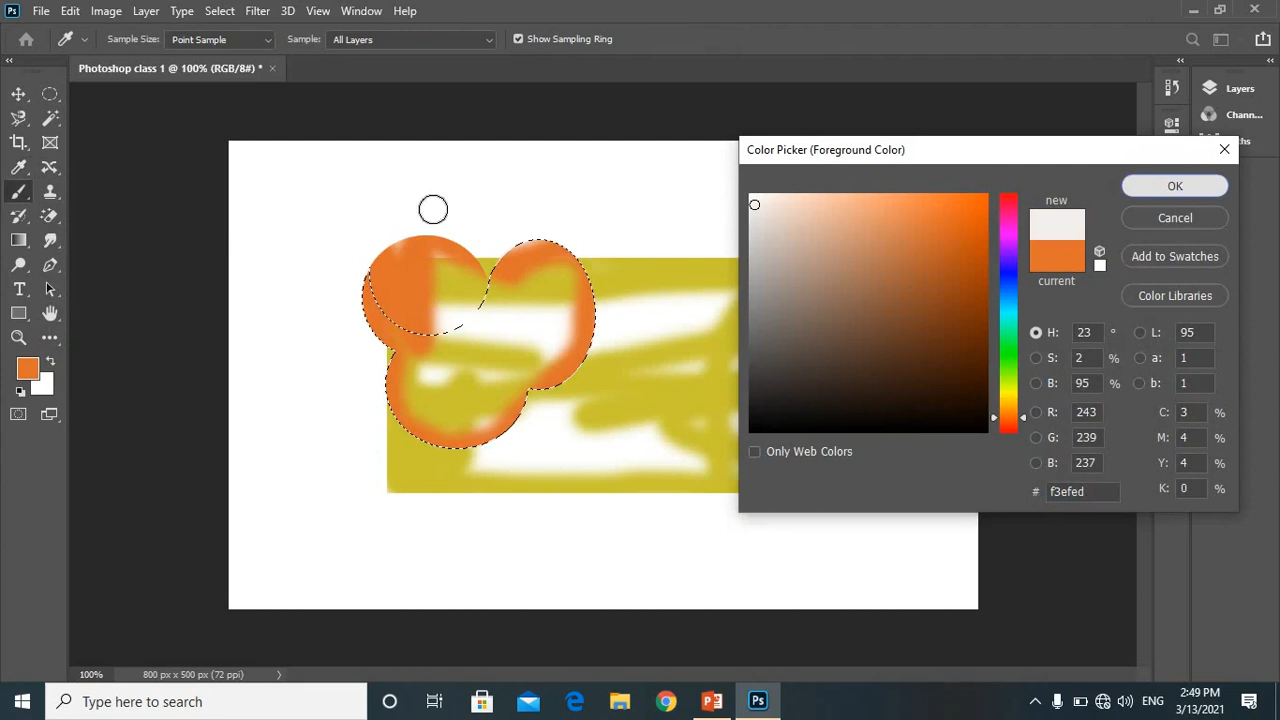 Ps File Edit Image Layer Type Select Filter 3D View Window Help
Sample Size: Point Sample Sample: All Layers Show Sampling Ring
Photoshop class 1 @ 100% (RGB/8#) *
Layers
Chann...
Color Picker (Foreground Color)
OK
new
Cancel
Add to Swatches
current
Color Libraries
H: 23 ° L: 95
S: 2 % a: 1
B: 95 % b: 1
R: 243 C: 3 %
G: 239 M: 4 %
Only Web Colors
B: 237 Y: 4 %
# f3efed K: 0 %
100% 800 px x 500 px (72 ppi)
Type here to search
ENG
2:49 PM
3/13/2021